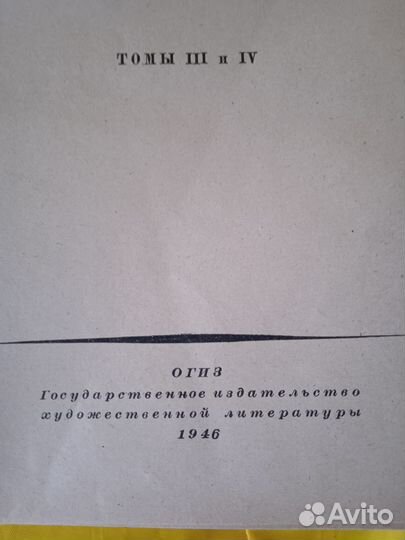 ТОМЫ III и IV
ОГИЗ
Государственное издательство
художественной литературы
1946
Avito